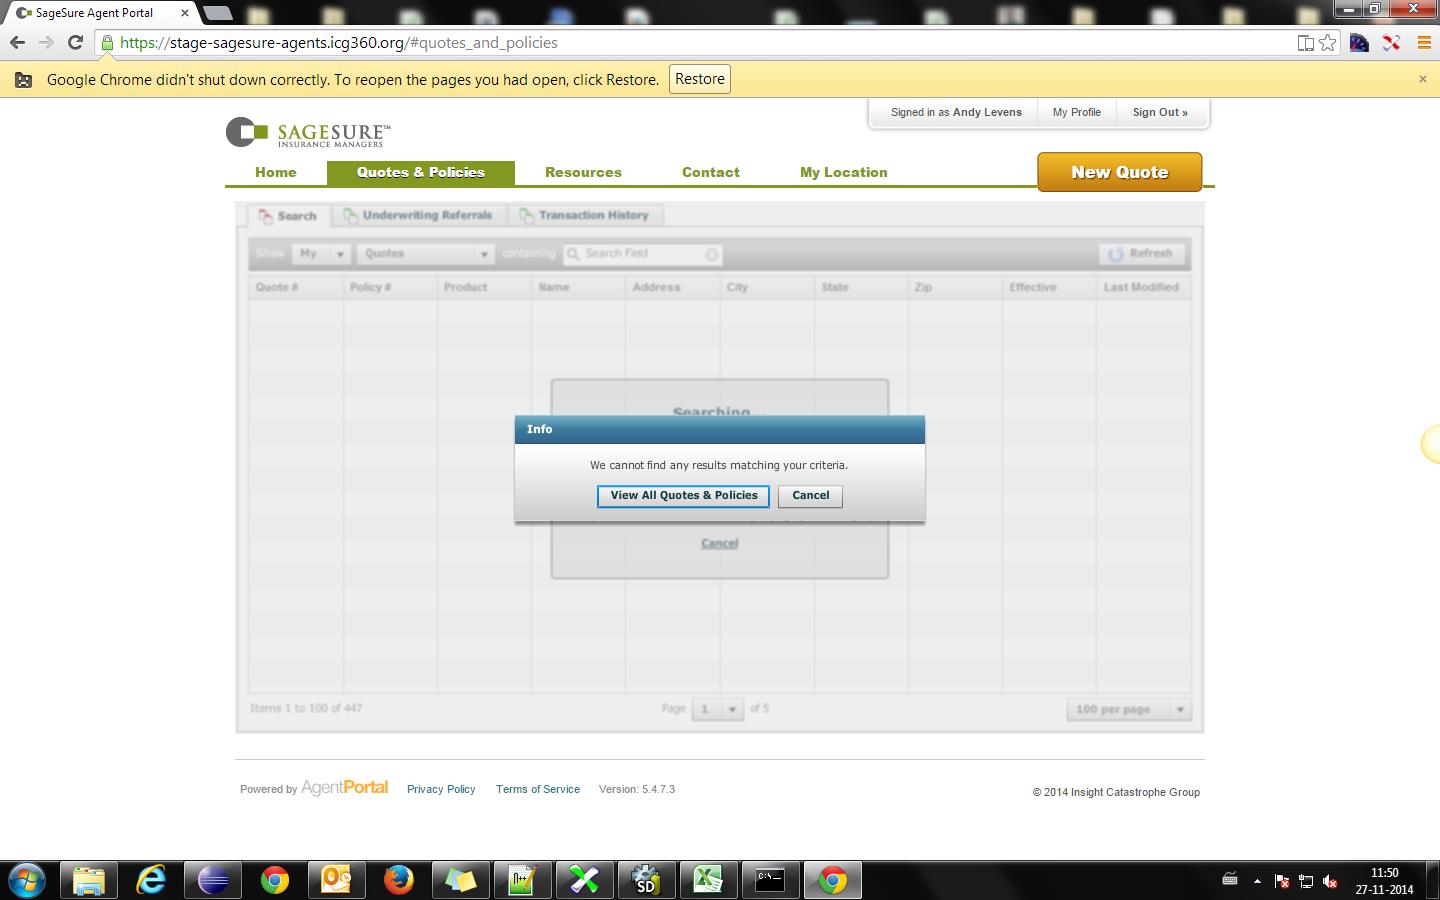 SageSure Agent Portal
https://stage-sagesure-agents.icg360.org/#quotes_and_policies
Google Chrome didn't shut down correctly. To reopen the pages you had open, click Restore. Restore
Signed in as Andy Levens My Profile Sign Out »
SAGESURE™
INSURANCE MANAGERS
Home Quotes & Policies Resources Contact My Location New Quote
Search Underwriting Referrals Transaction History
Show My Quotes containing Search Field Refresh
Quote # Policy # Product Name Address City State Zip Effective Last Modified
Searching...
Info
We cannot find any results matching your criteria.
View All Quotes & Policies Cancel
Cancel
Items 1 to 100 of 447 Page 1 of 5 100 per page
Powered by AgentPortal Privacy Policy Terms of Service Version: 5.4.7.3 © 2014 Insight Catastrophe Group
N++
SD
C:\.
11:50
27-11-2014